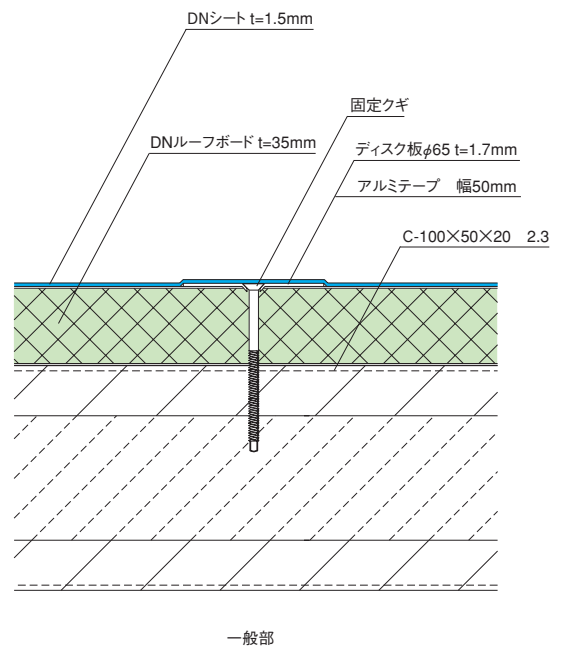 DNシート t=1.5mm
固定クギ
DNルーフボード t=35mm
ディスク板φ65 t=1.7mm
アルミテープ　幅50mm
C-100×50×20　2.3
一般部